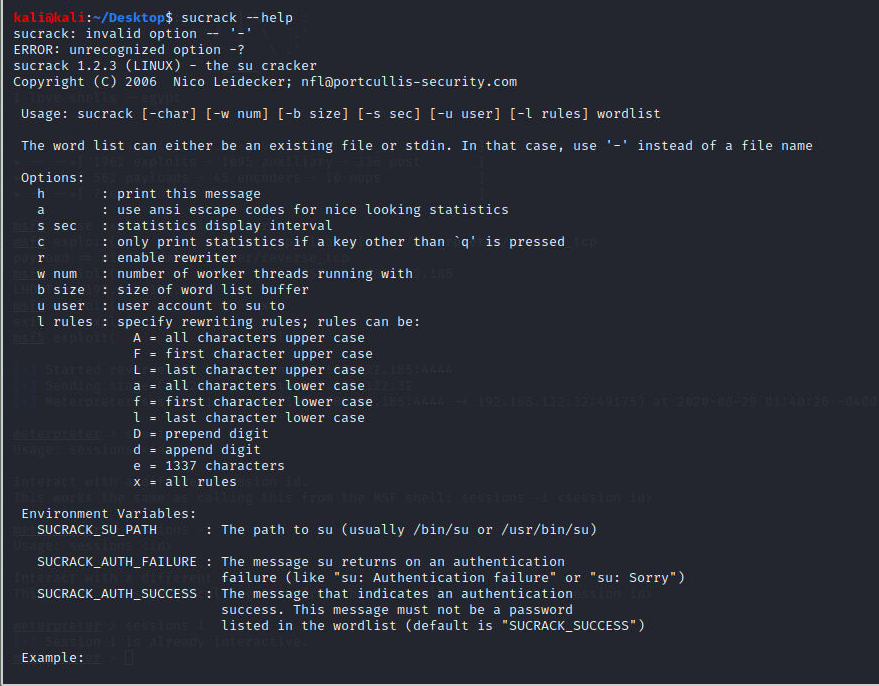 kali@kali:~/Desktop$ sucrack --help
sucrack: invalid option -- '-'
ERROR: unrecognized option -?
sucrack 1.2.3 (LINUX) - the su cracker
Copyright (C) 2006  Nico Leidecker; nfl@portcullis-security.com
Usage: sucrack [-char] [-w num] [-b size] [-s sec] [-u user] [-l rules] wordlist
The word list can either be an existing file or stdin. In that case, use '-' instead of a file name
Options:
h       : print this message
a       : use ansi escape codes for nice looking statistics
s sec   : statistics display interval
c       : only print statistics if a key other than `q' is pressed
r       : enable rewriter
w num   : number of worker threads running with
b size  : size of word list buffer
u user  : user account to su to
l rules : specify rewriting rules; rules can be:
A = all characters upper case
F = first character upper case
L = last character upper case
a = all characters lower case
f = first character lower case
l = last character lower case
D = prepend digit
d = append digit
e = 1337 characters
x = all rules
Environment Variables:
SUCRACK_SU_PATH      : The path to su (usually /bin/su or /usr/bin/su)
SUCRACK_AUTH_FAILURE : The message su returns on an authentication
failure (like "su: Authentication failure" or "su: Sorry")
SUCRACK_AUTH_SUCCESS : The message that indicates an authentication
success. This message must not be a password
listed in the wordlist (default is "SUCRACK_SUCCESS")
Example: